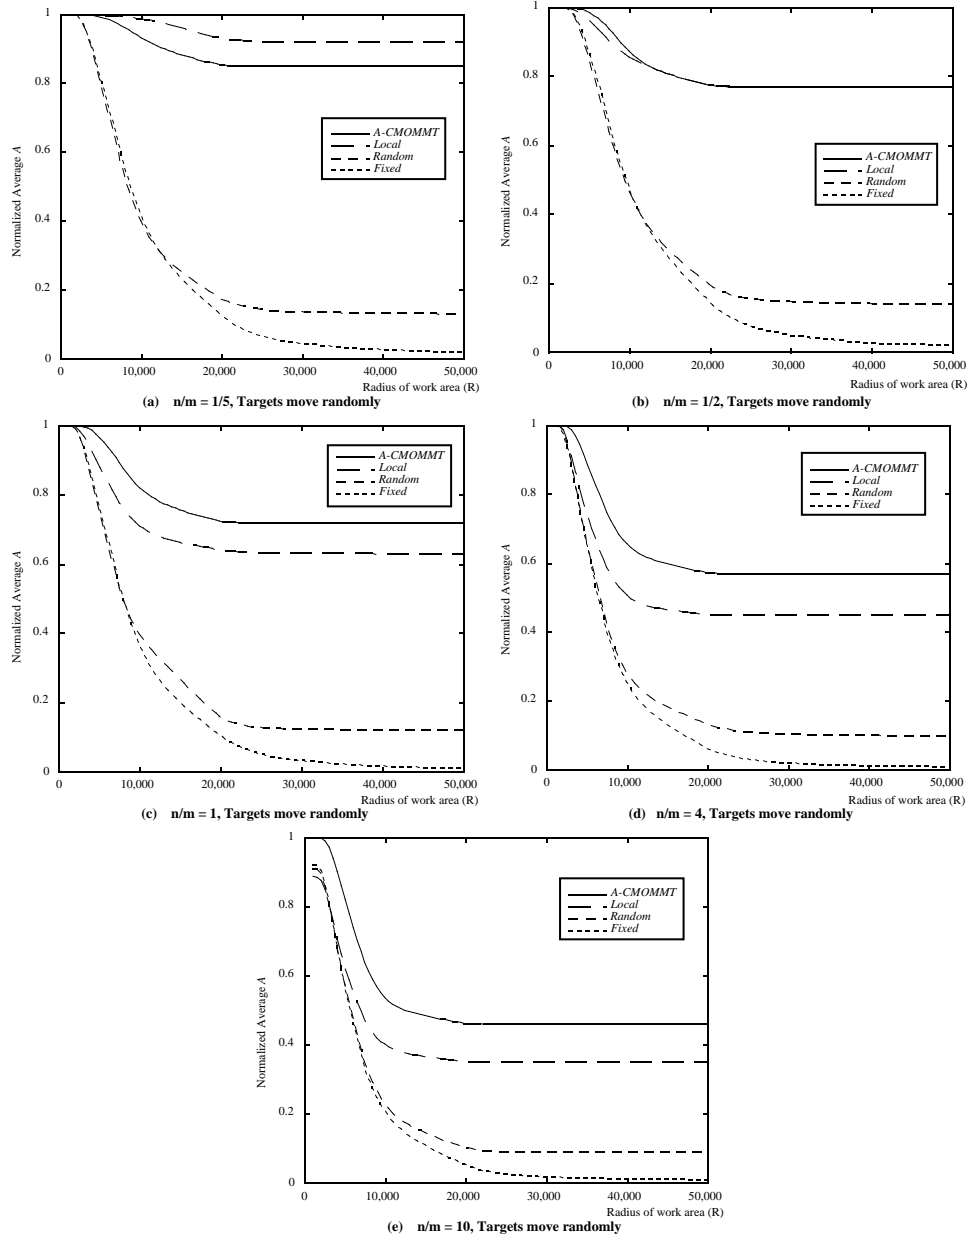 1
0.8
0.6
0.4
0.2
0
Normalized Average A
A-CMOMMT
Local
Random
Fixed
0
10,000
20,000
30,000
40,000
50,000
Radius of work area (R)
(a) n/m = 1/5, Targets move randomly
1
0.8
0.6
0.4
0.2
0
Normalized Average A
A-CMOMMT
Local
Random
Fixed
0
10,000
20,000
30,000
40,000
50,000
Radius of work area (R)
(b) n/m = 1/2, Targets move randomly
1
0.8
0.6
0.4
0.2
0
Normalized Average A
A-CMOMMT
Local
Random
Fixed
0
10,000
20,000
30,000
40,000
50,000
Radius of work area (R)
(c) n/m = 1, Targets move randomly
1
0.8
0.6
0.4
0.2
0
Normalized Average A
A-CMOMMT
Local
Random
Fixed
0
10,000
20,000
30,000
40,000
50,000
Radius of work area (R)
(d) n/m = 4, Targets move randomly
1
0.8
0.6
0.4
0.2
0
Normalized Average A
A-CMOMMT
Local
Random
Fixed
0
10,000
20,000
30,000
40,000
50,000
Radius of work area (R)
(e) n/m = 10, Targets move randomly